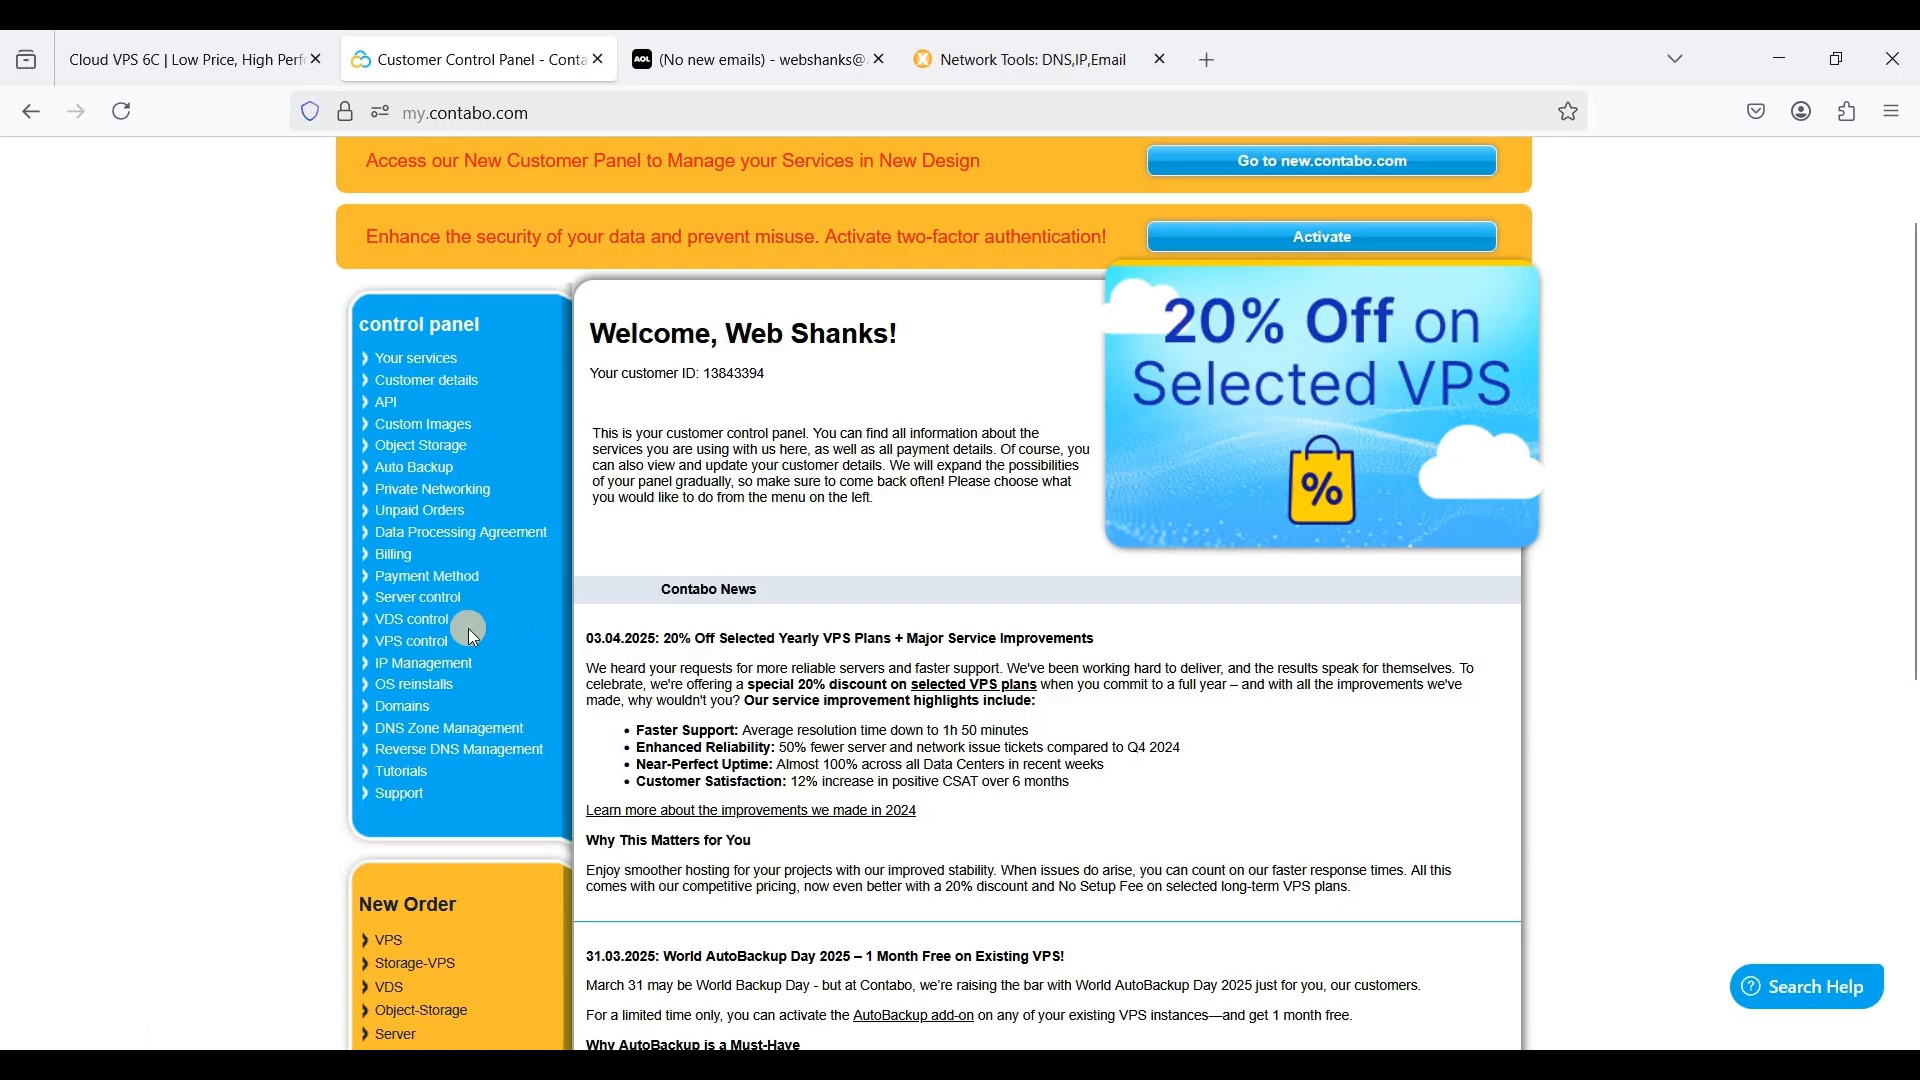 Cloud VPS 6C | Low Price, High Perf
Customer Control Panel - Conta
AOL
(No new emails) - webshanks@
Network Tools: DNS,IP,Email
my.contabo.com
Access our New Customer Panel to Manage your Services in New Design
Go to new.contabo.com
Enhance the security of your data and prevent misuse. Activate two-factor authentication!
Activate
control panel
Your services
Customer details
API
Custom Images
Object Storage
Auto Backup
Private Networking
Unpaid Orders
Data Processing Agreement
Billing
Payment Method
Server control
VDS control
VPS control
IP Management
OS reinstalls
Domains
DNS Zone Management
Reverse DNS Management
Tutorials
Support
New Order
VPS
Storage-VPS
VDS
Object-Storage
Server
Welcome, Web Shanks!
Your customer ID: 13843394
This is your customer control panel. You can find all information about the
services you are using with us here, as well as all payment details. Of course, you
can also view and update your customer details. We will expand the possibilities
of your panel gradually, so make sure to come back often! Please choose what
you would like to do from the menu on the left.
20% Off on
Selected VPS
%
Contabo News
03.04.2025: 20% Off Selected Yearly VPS Plans + Major Service Improvements
We heard your requests for more reliable servers and faster support. We've been working hard to deliver, and the results speak for themselves. To
celebrate, we're offering a special 20% discount on selected VPS plans when you commit to a full year – and with all the improvements we've
made, why wouldn't you? Our service improvement highlights include:
• Faster Support: Average resolution time down to 1h 50 minutes
• Enhanced Reliability: 50% fewer server and network issue tickets compared to Q4 2024
• Near-Perfect Uptime: Almost 100% across all Data Centers in recent weeks
• Customer Satisfaction: 12% increase in positive CSAT over 6 months
Learn more about the improvements we made in 2024
Why This Matters for You
Enjoy smoother hosting for your projects with our improved stability. When issues do arise, you can count on our faster response times. All this
comes with our competitive pricing, now even better with a 20% discount and No Setup Fee on selected long-term VPS plans.
31.03.2025: World AutoBackup Day 2025 – 1 Month Free on Existing VPS!
March 31 may be World Backup Day - but at Contabo, we're raising the bar with World AutoBackup Day 2025 just for you, our customers.
For a limited time only, you can activate the AutoBackup add-on on any of your existing VPS instances—and get 1 month free.
Why AutoBackup is a Must-Have
Search Help